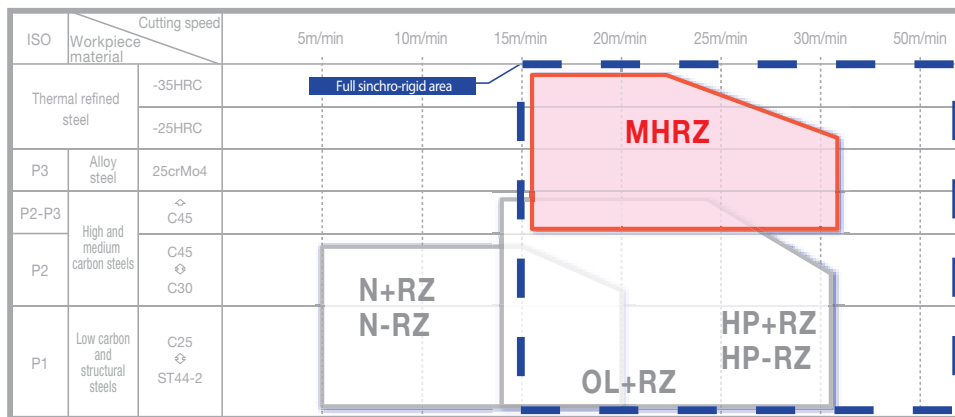 Cutting speed
ISO
Workpiece
material
5m/min
10m/min
15m/min
20m/min
25m/min
30m/min
50m/min
Full sinchro-rigid area
Thermal refined
steel
-35HRC
-25HRC
MHRZ
P3
Alloy
steel
25crMo4
P2-P3
C45
High and
medium
carbon steels
P2
C45
C30
N+RZ
N-RZ
HP+RZ
HP-RZ
OL+RZ
P1
Low carbon
and
structural
steels
C25
ST44-2